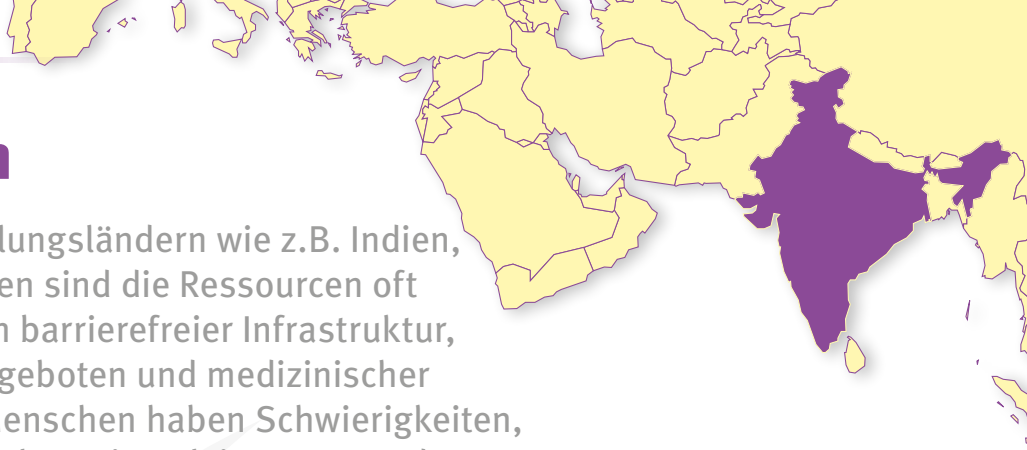 n
lungsländern wie z.B. Indien,
en sind die Ressourcen oft
barrierefreier Infrastruktur,
geboten und medizinischer
enschen haben Schwierigkeiten,